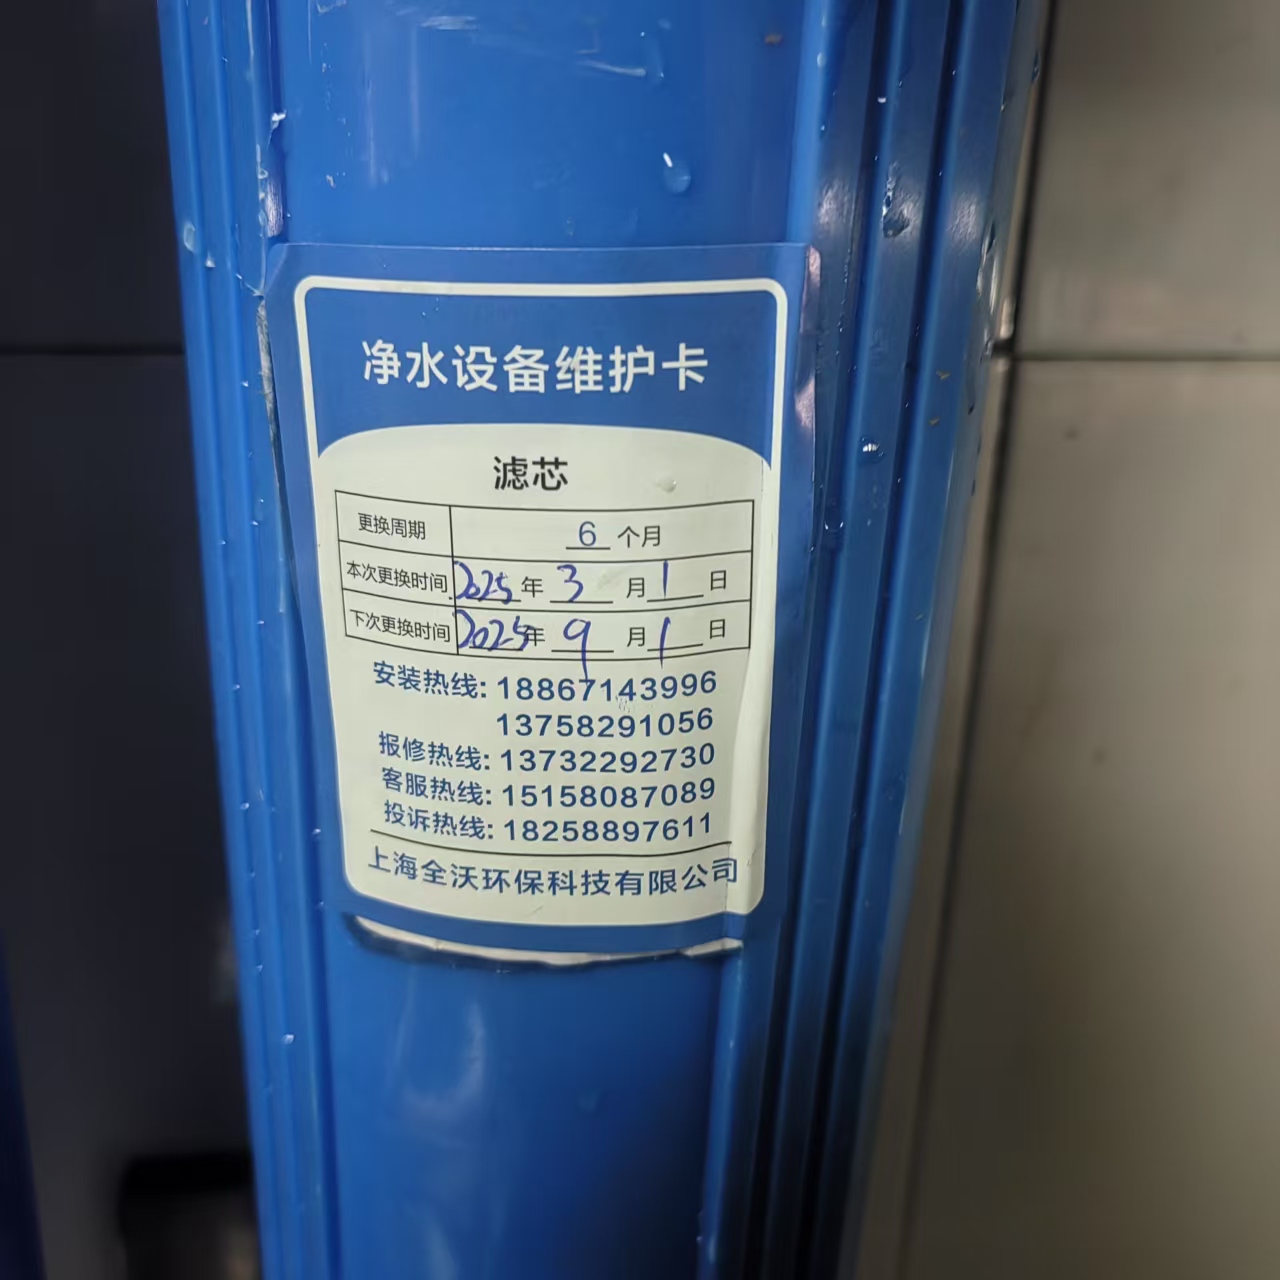 净水设备维护卡
滤芯
更换周期 6 个月
本次更换时间 2025 年 3 月 1 日
下次更换时间 2025 年 9 月 1 日
安装热线: 18867143996
13758291056
报修热线: 13732292730
客服热线: 15158087089
投诉热线: 18258897611
上海全沃环保科技有限公司